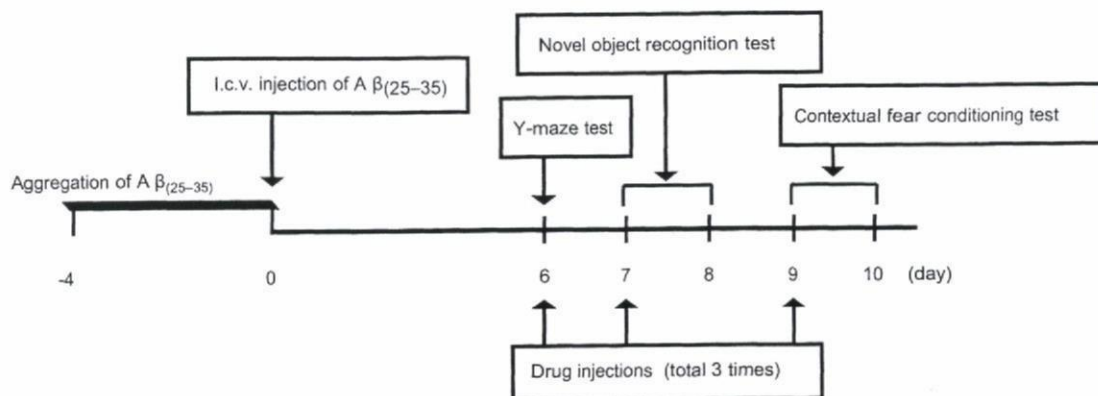 Novel object recognition test
I.c.v. injection of A β(25–35)
Y-maze test
Contextual fear conditioning test
Aggregation of A β(25–35)
-4 0 6 7 8 9 10 (day)
Drug injections (total 3 times)